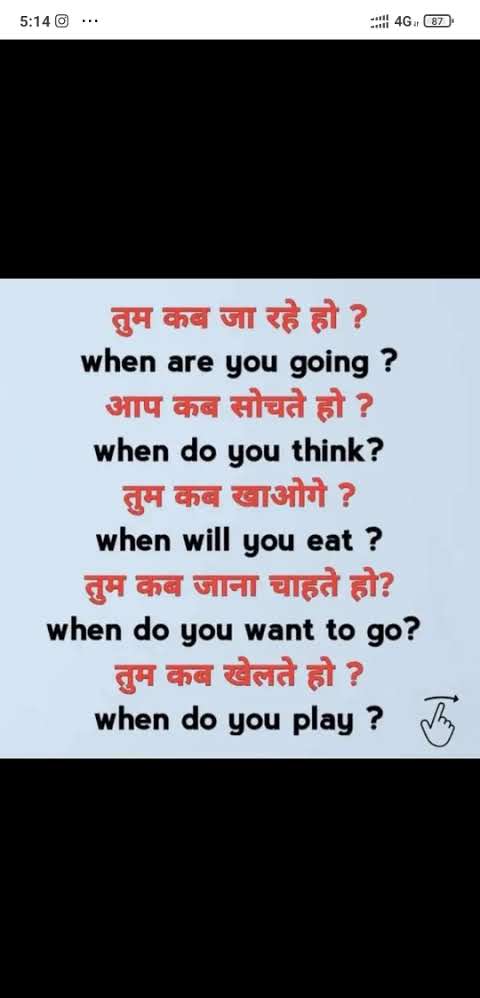 5:14 ... 4G 87
तुम कब जा रहे हो ?
when are you going ?
आप कब सोचते हो ?
when do you think?
तुम कब खाओगे ?
when will you eat ?
तुम कब जाना चाहते हो?
when do you want to go?
तुम कब खेलते हो ?
when do you play ?